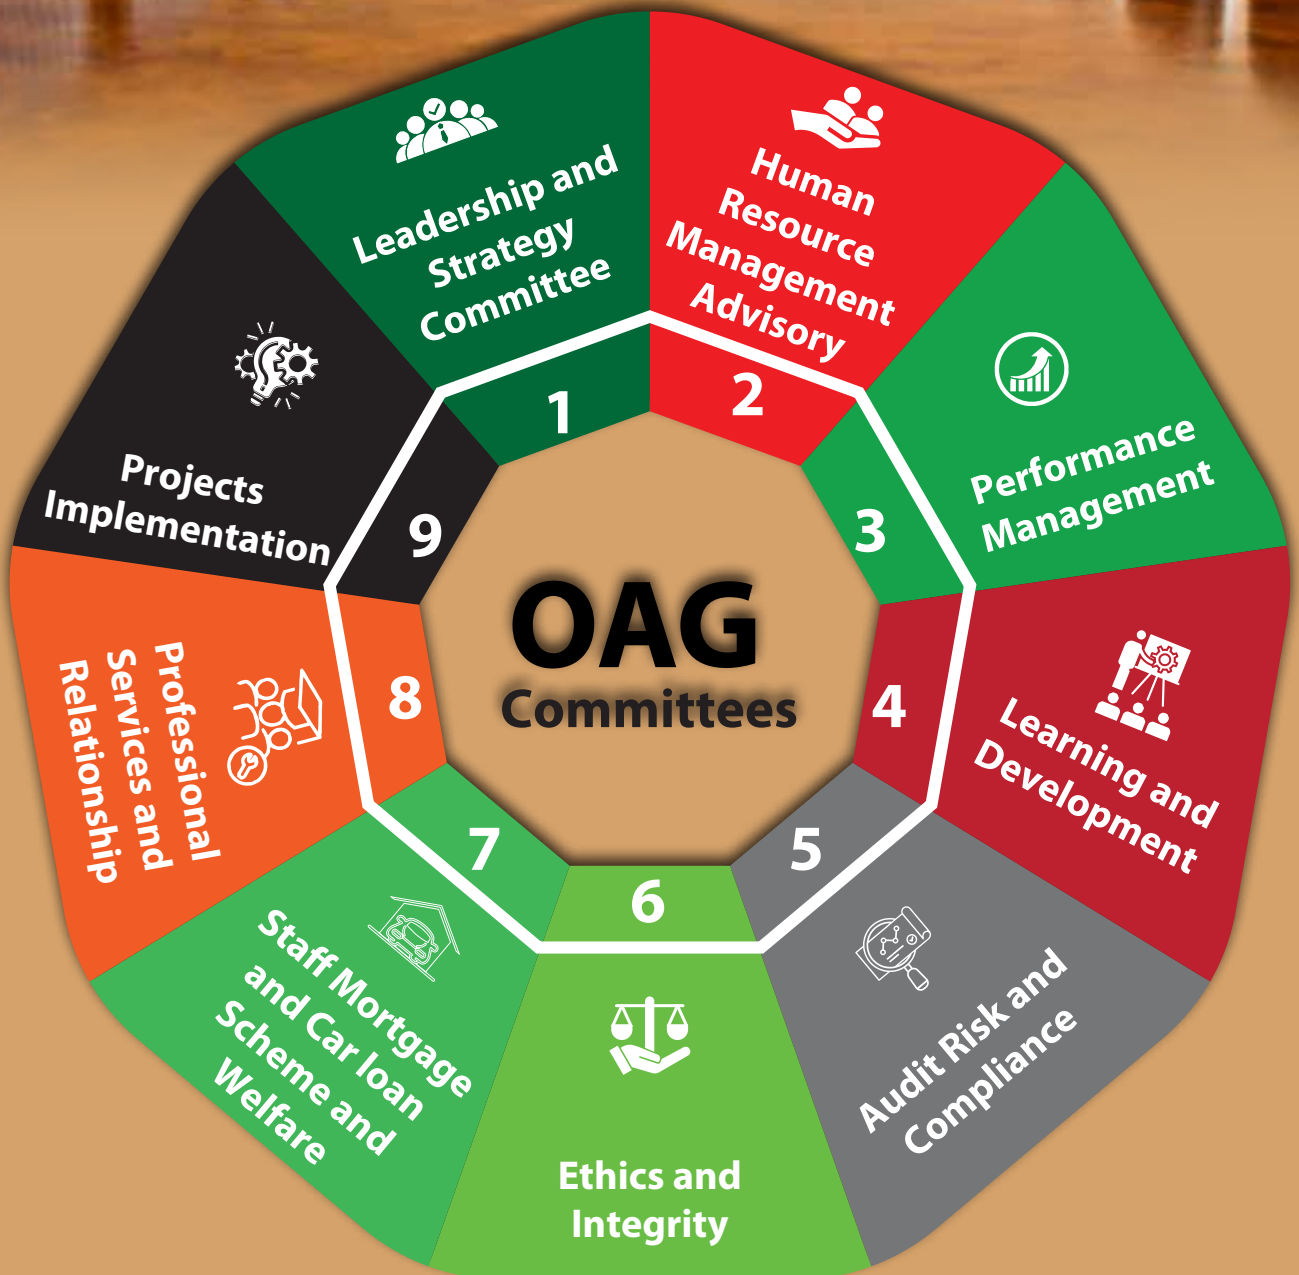 OAG
Committees
1
Leadership and
Strategy
Committee
2
Human
Resource
Management
Advisory
3
Performance
Management
4
Learning and
Development
5
Audit Risk and
Compliance
6
Ethics and
Integrity
7
Staff Mortgage
and Car loan
Scheme and
Welfare
8
Professional
Services and
Relationship
9
Projects
Implementation